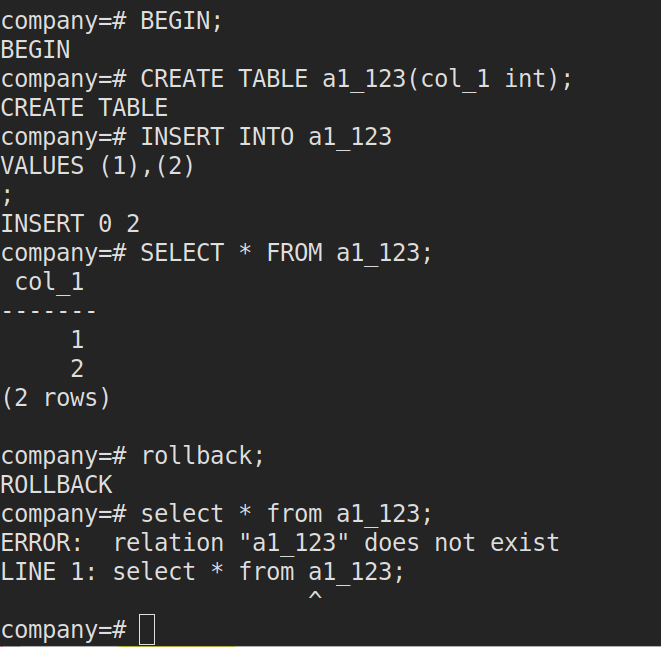 company=# BEGIN;
BEGIN
company=# CREATE TABLE a1_123(col_1 int);
CREATE TABLE
company=# INSERT INTO a1_123
VALUES (1),(2)
;
INSERT 0 2
company=# SELECT * FROM a1_123;
 col_1
-------
     1
     2
(2 rows)

company=# rollback;
ROLLBACK
company=# select * from a1_123;
ERROR:  relation "a1_123" does not exist
LINE 1: select * from a1_123;
                      ^
company=#